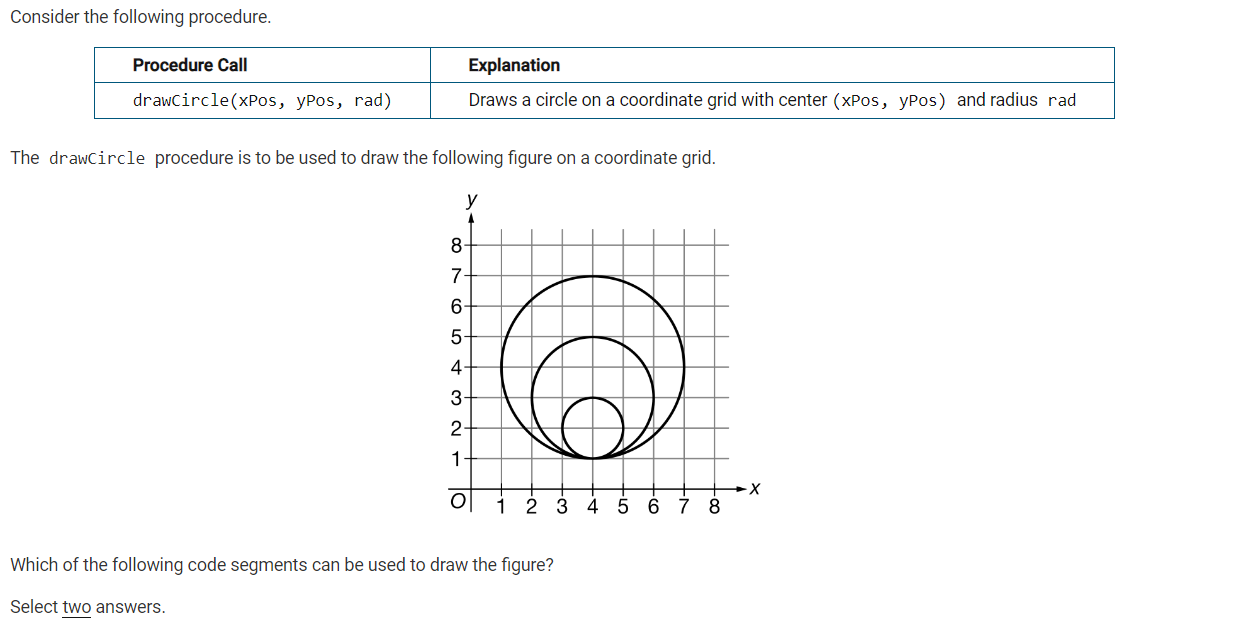 Consider the following procedure.
Procedure Call Explanation
drawCircle(xPos, yPos, rad) Draws a circle on a coordinate grid with center (xPos, yPos) and radius rad
The drawCircle procedure is to be used to draw the following figure on a coordinate grid.
y
8
7
6
5
4
3
2
1
x
O 1 2 3 4 5 6 7 8
Which of the following code segments can be used to draw the figure?
Select two answers.